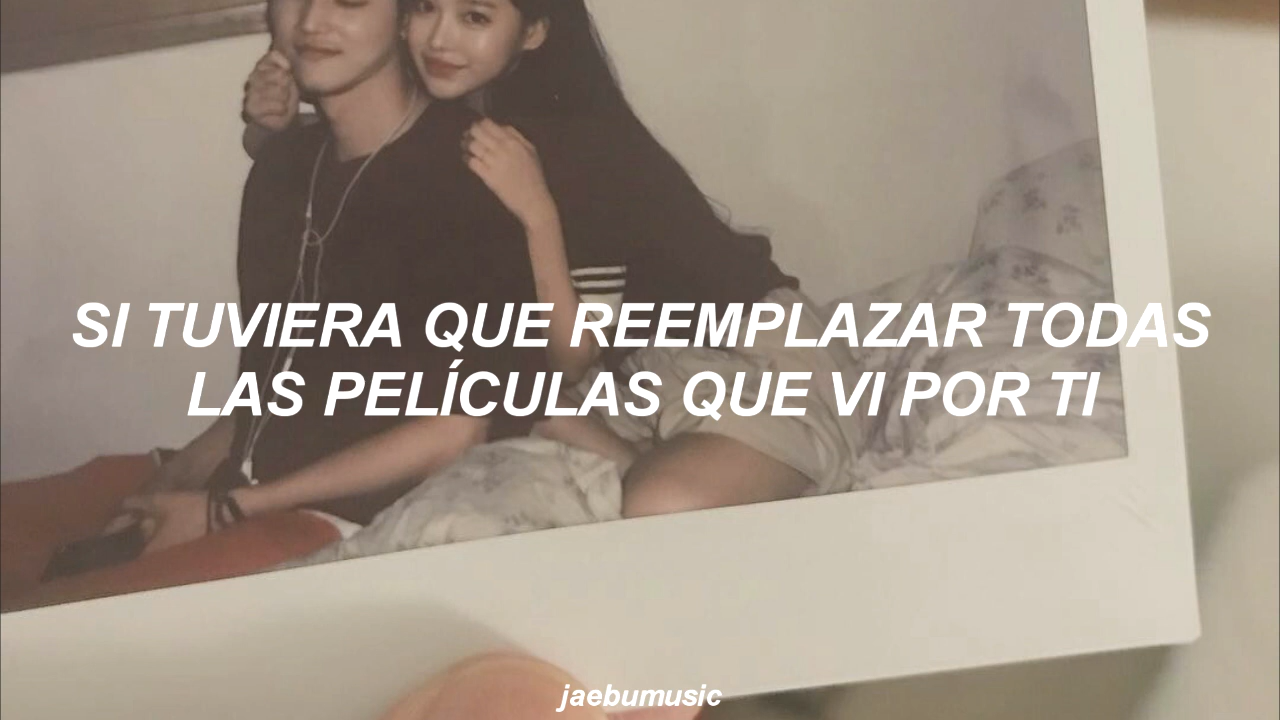 SI TUVIERA QUE REEMPLAZAR TODAS
LAS PELÍCULAS QUE VI POR TI
jaebumusic